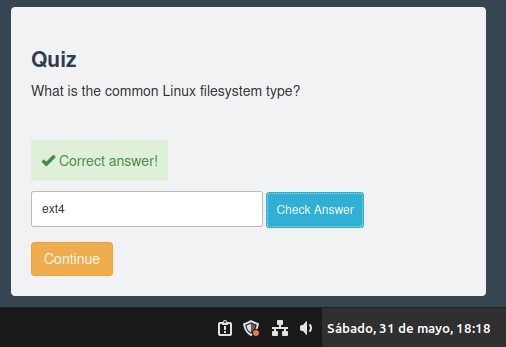 Quiz
What is the common Linux filesystem type?
Correct answer!
ext4
Check Answer
Continue
Sábado, 31 de mayo, 18:18